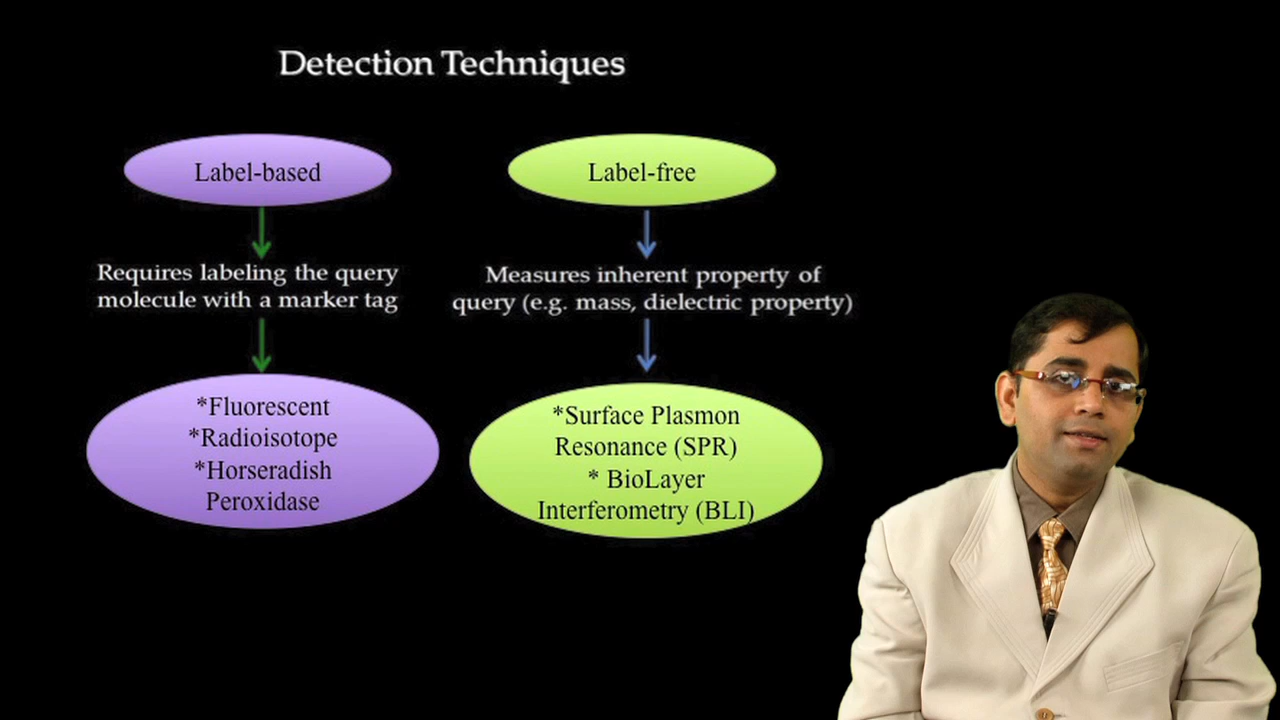 Detection Techniques
Label-based
Requires labeling the query
molecule with a marker tag
*Fluorescent
*Radioisotope
*Horseradish
Peroxidase
Label-free
Measures inherent property of
query (e.g. mass, dielectric property)
*Surface Plasmon
Resonance (SPR)
* BioLayer
Interferometry (BLI)